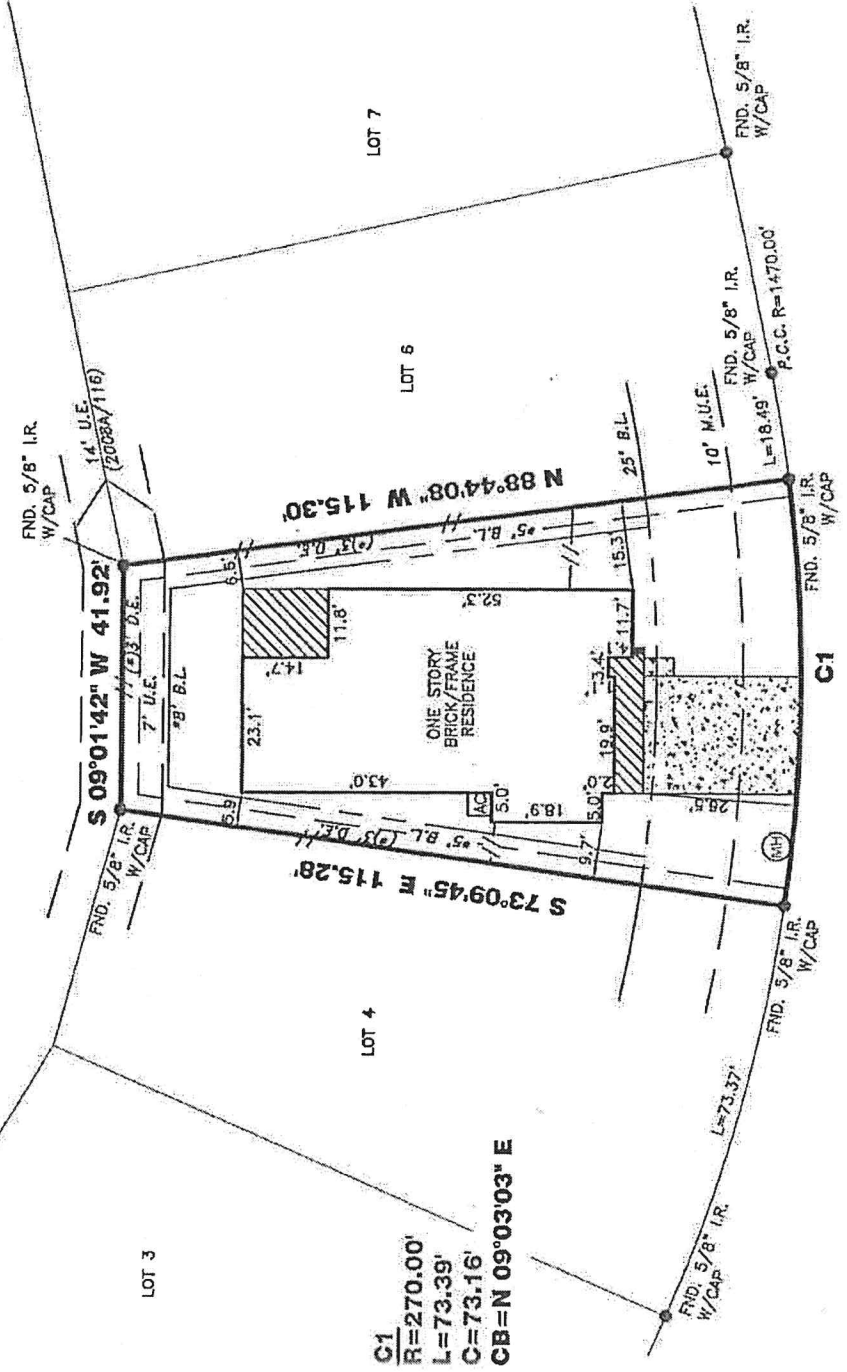 FND. 5/8" I.R.
W/CAP
14' U.E.
(2008A/116)
S 09°01'42" W 41.92'
FND. 5/8" I.R.
W/CAP
(*)3' D.E.
7' U.E.
*8' B.L.
6.5'
5.9'
23.1'
14.7'
11.8'
43.0'
52.3'
ONE STORY
BRICK/FRAME
RESIDENCE
AC
5.0'
18.9'
5.0'
9.7'
2.0'
19.9'
3.4'
11.7'
15.3'
28.5'
*5' B.L.
(*)3' D.E.
*5' B.L.
(*)3' D.E.
N 88°44'08" W 115.30'
S 73°09'45" E 115.28'
25' B.L.
10' M.U.E.
MH
LOT 3
LOT 4
LOT 6
LOT 7
FND. 5/8" I.R.
W/CAP
FND. 5/8" I.R.
W/CAP
P.C.C. R=1470.00'
L=18.49'
FND. 5/8" I.R.
W/CAP
C1
FND. 5/8" I.R.
W/CAP
L=73.37'
FND. 5/8" I.R.
W/CAP
C1
R=270.00'
L=73.39'
C=73.16'
CB=N 09°03'03" E